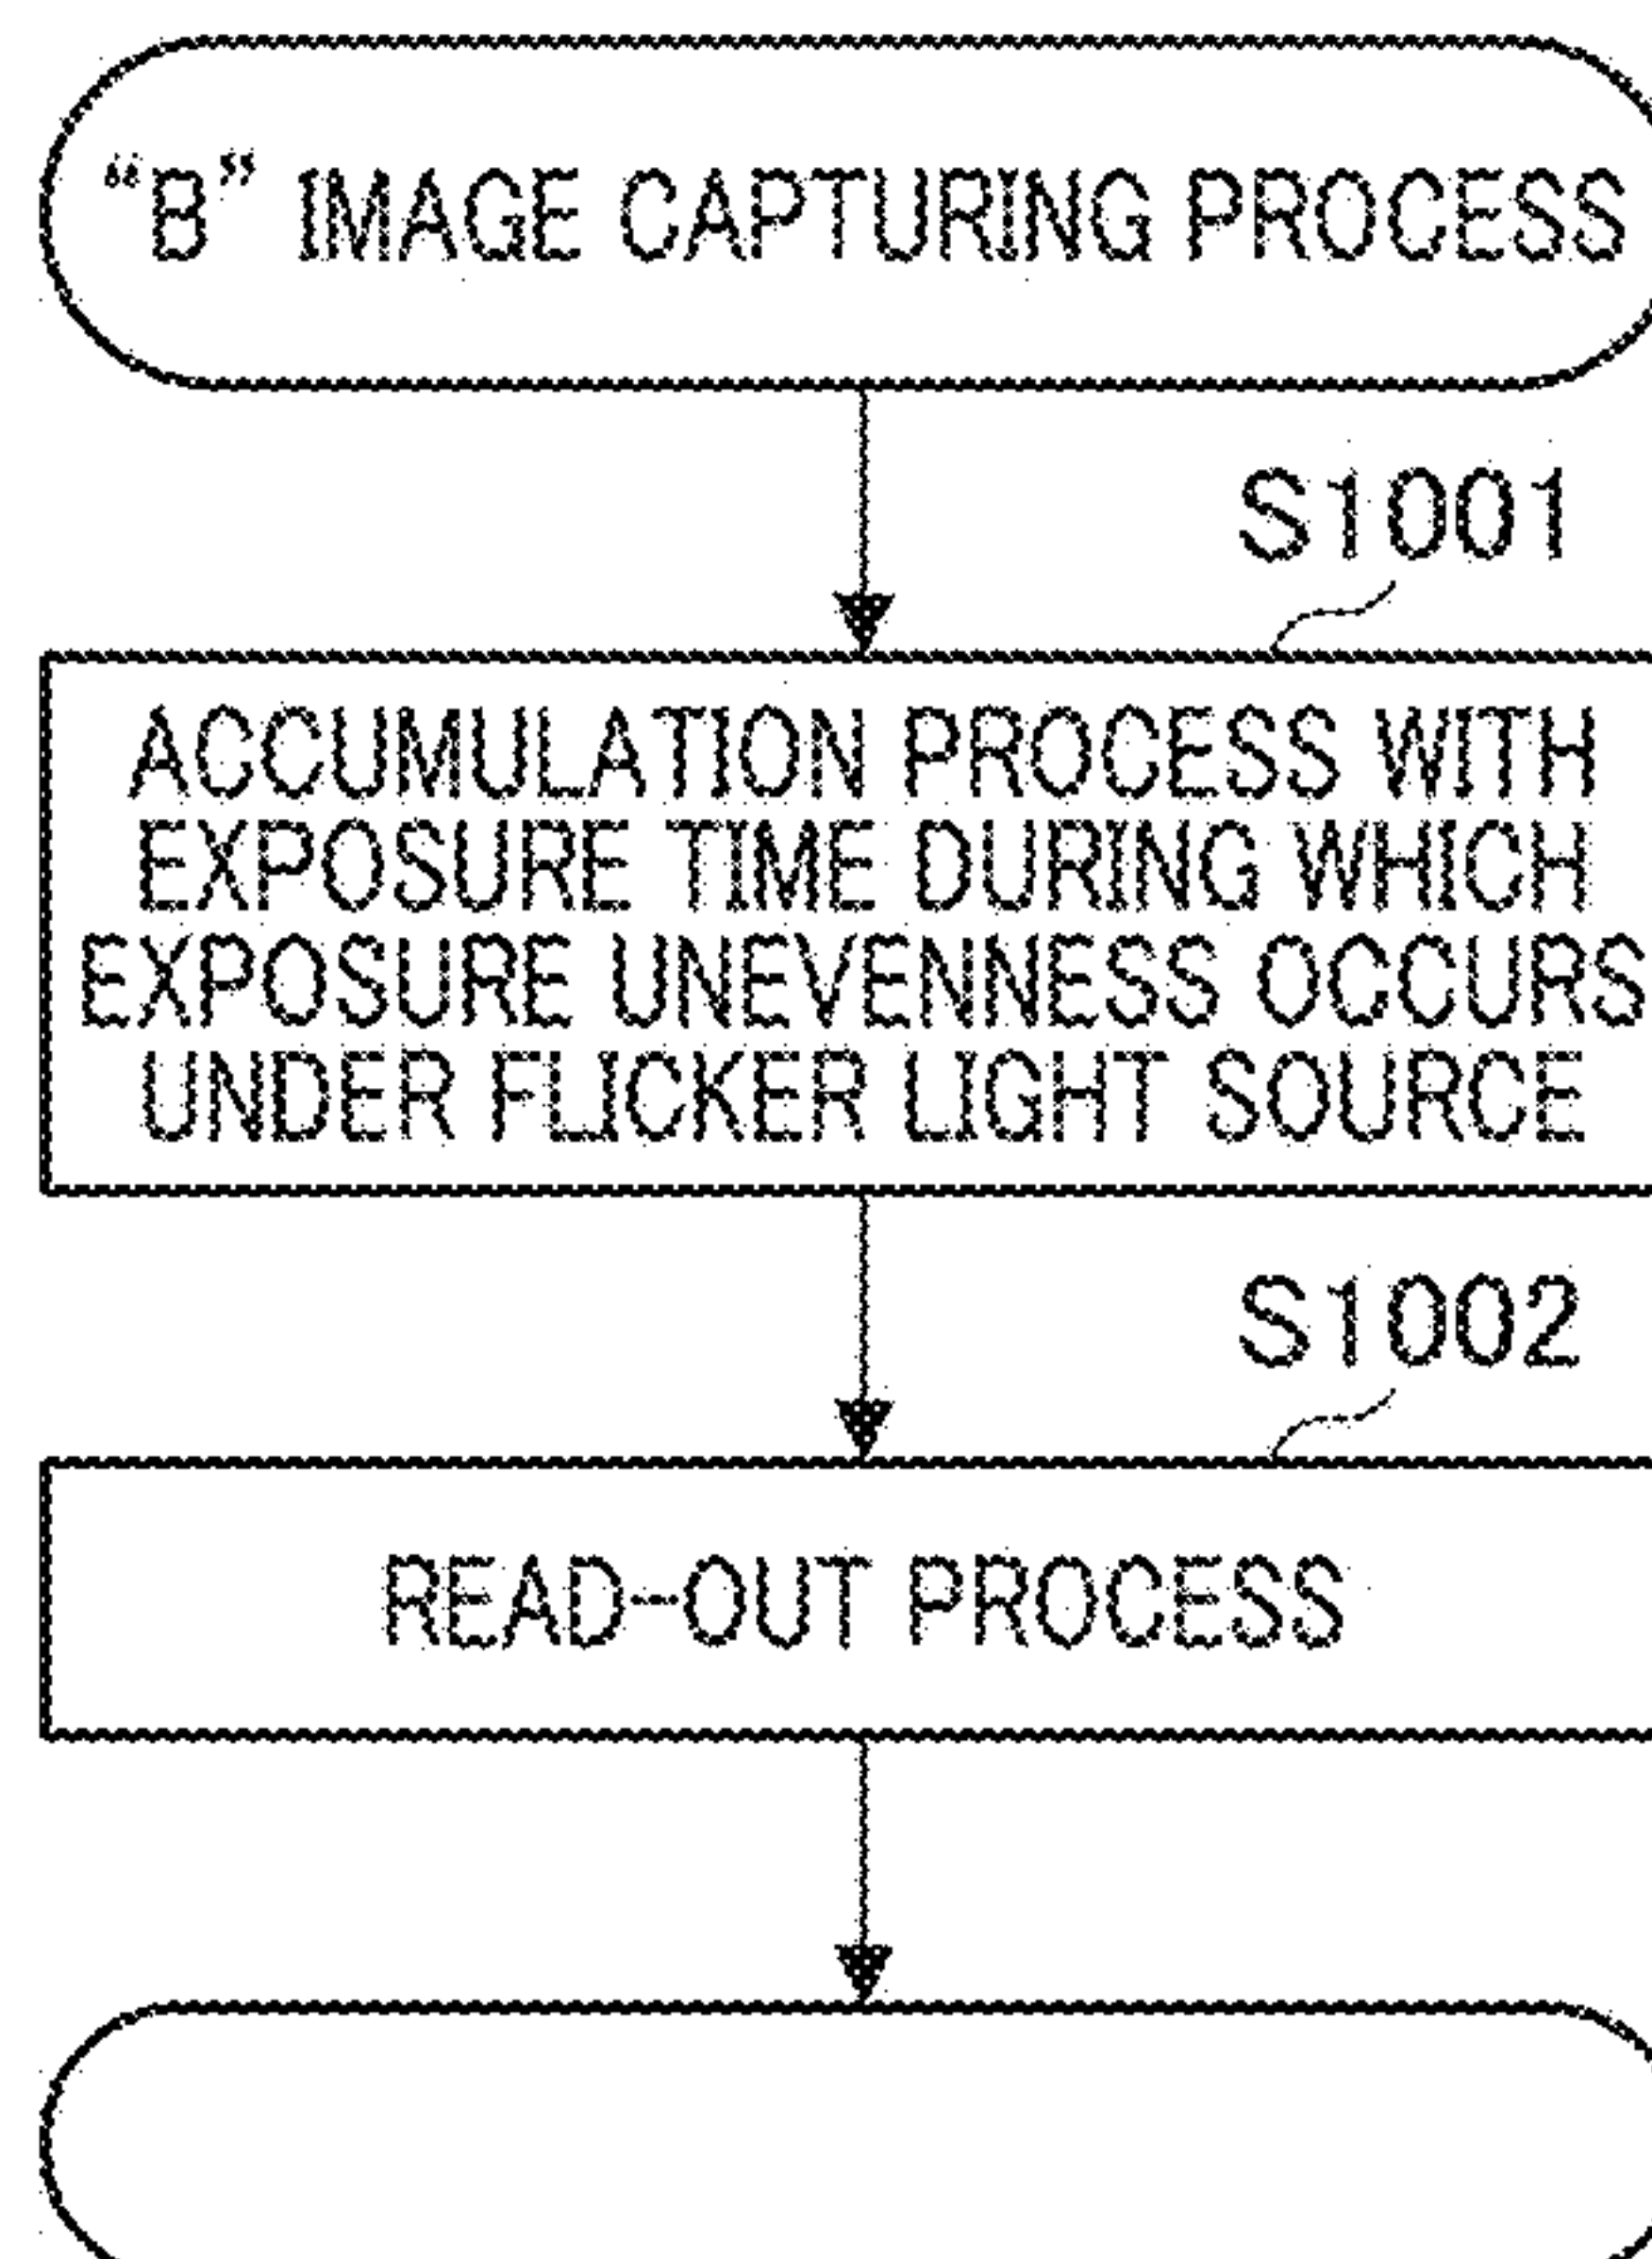 “B” IMAGE CAPTURING PROCESS
S1001
ACCUMULATION PROCESS WITH
EXPOSURE TIME DURING WHICH
EXPOSURE UNEVENNESS OCCURS
UNDER FLICKER LIGHT SOURCE
S1002
READ-OUT PROCESS